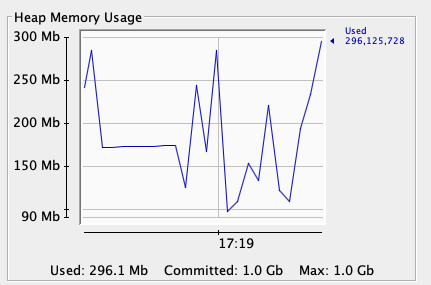 Heap Memory Usage
300 Mb
250 Mb
200 Mb
150 Mb
90 Mb
Used
296,125,728
17:19
Used: 296.1 Mb Committed: 1.0 Gb Max: 1.0 Gb